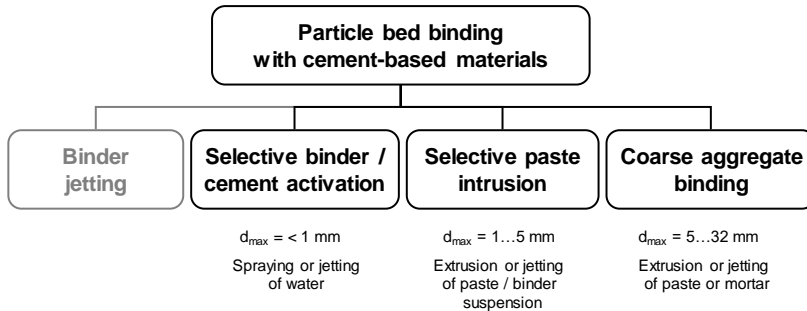 Particle bed binding
with cement-based materials
Binder
jetting
Selective binder /
cement activation
Selective paste
intrusion
Coarse aggregate
binding
dmax = < 1 mm
dmax = 1…5 mm
dmax = 5…32 mm
Spraying or jetting
of water
Extrusion or jetting
of paste / binder
suspension
Extrusion or jetting
of paste or mortar